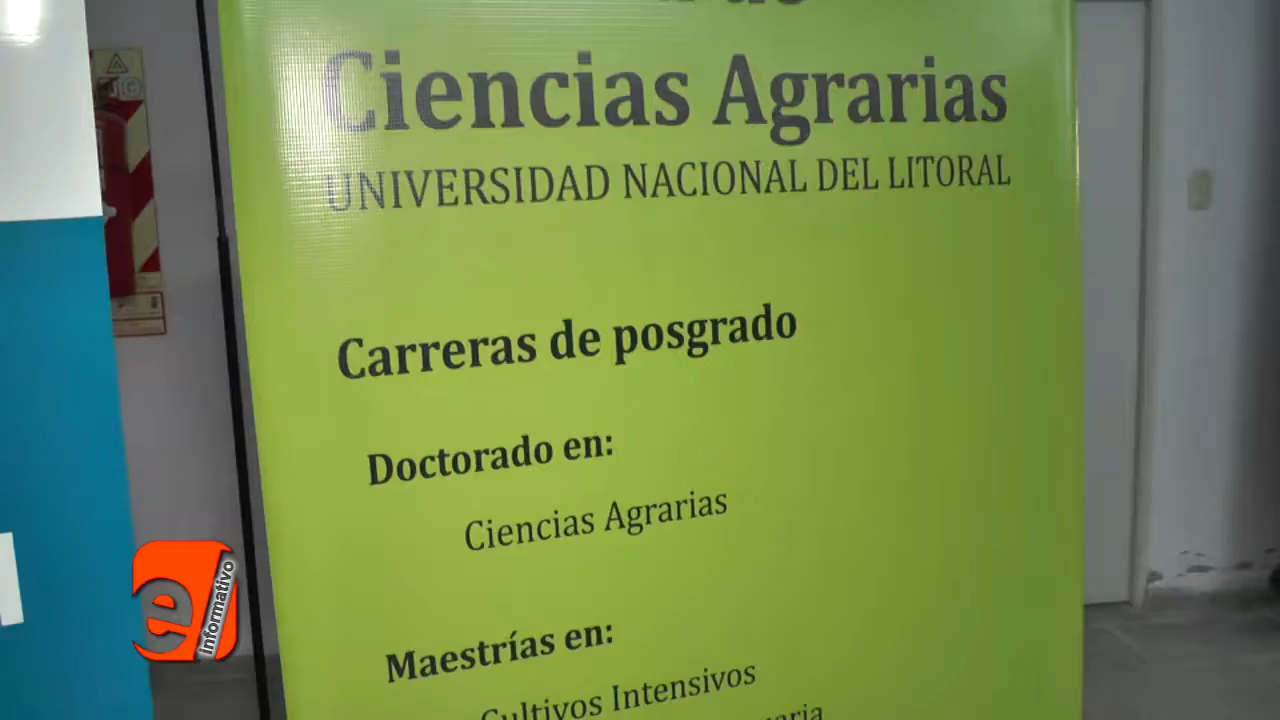 Ciencias Agrarias
UNIVERSIDAD NACIONAL DEL LITORAL
Carreras de posgrado
Doctorado en:
Ciencias Agrarias
Maestrías en:
Cultivos Intensivos
e
informativo